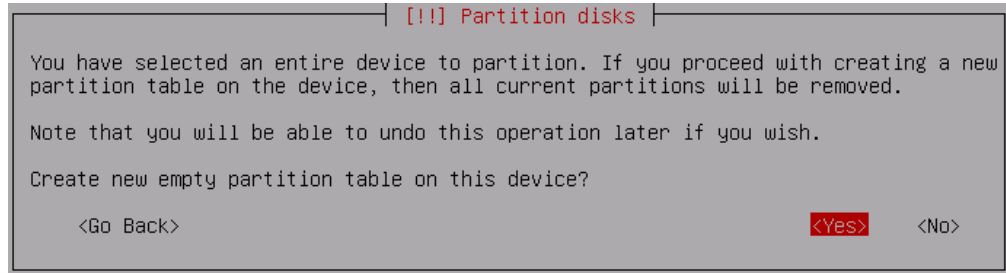 [!!] Partition disks
You have selected an entire device to partition. If you proceed with creating a new
partition table on the device, then all current partitions will be removed.
Note that you will be able to undo this operation later if you wish.
Create new empty partition table on this device?
<Go Back> <Yes> <No>